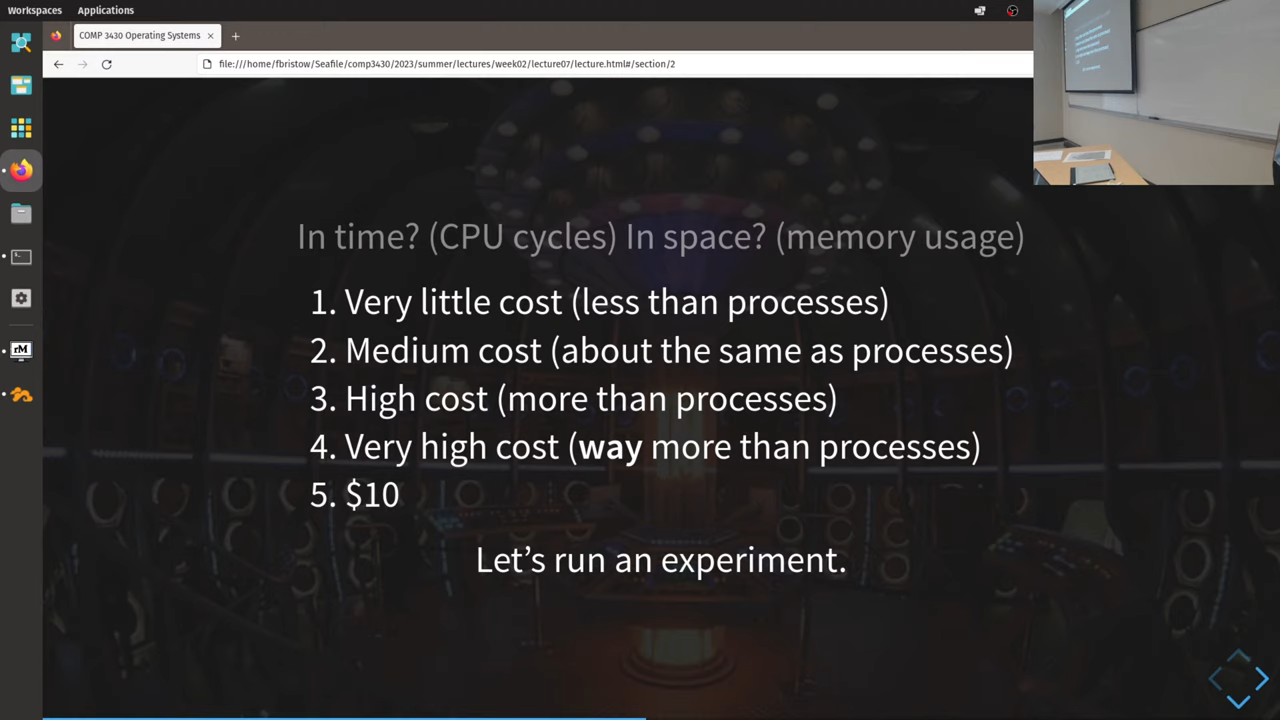 Workspaces Applications
COMP 3430 Operating Systems
file:///home/fbristow/Seafile/comp3430/2023/summer/lectures/week02/lecture07/lecture.html#/section/2
In time? (CPU cycles) In space? (memory usage)
1. Very little cost (less than processes)
2. Medium cost (about the same as processes)
3. High cost (more than processes)
4. Very high cost (way more than processes)
5. $10
Let’s run an experiment.
rM